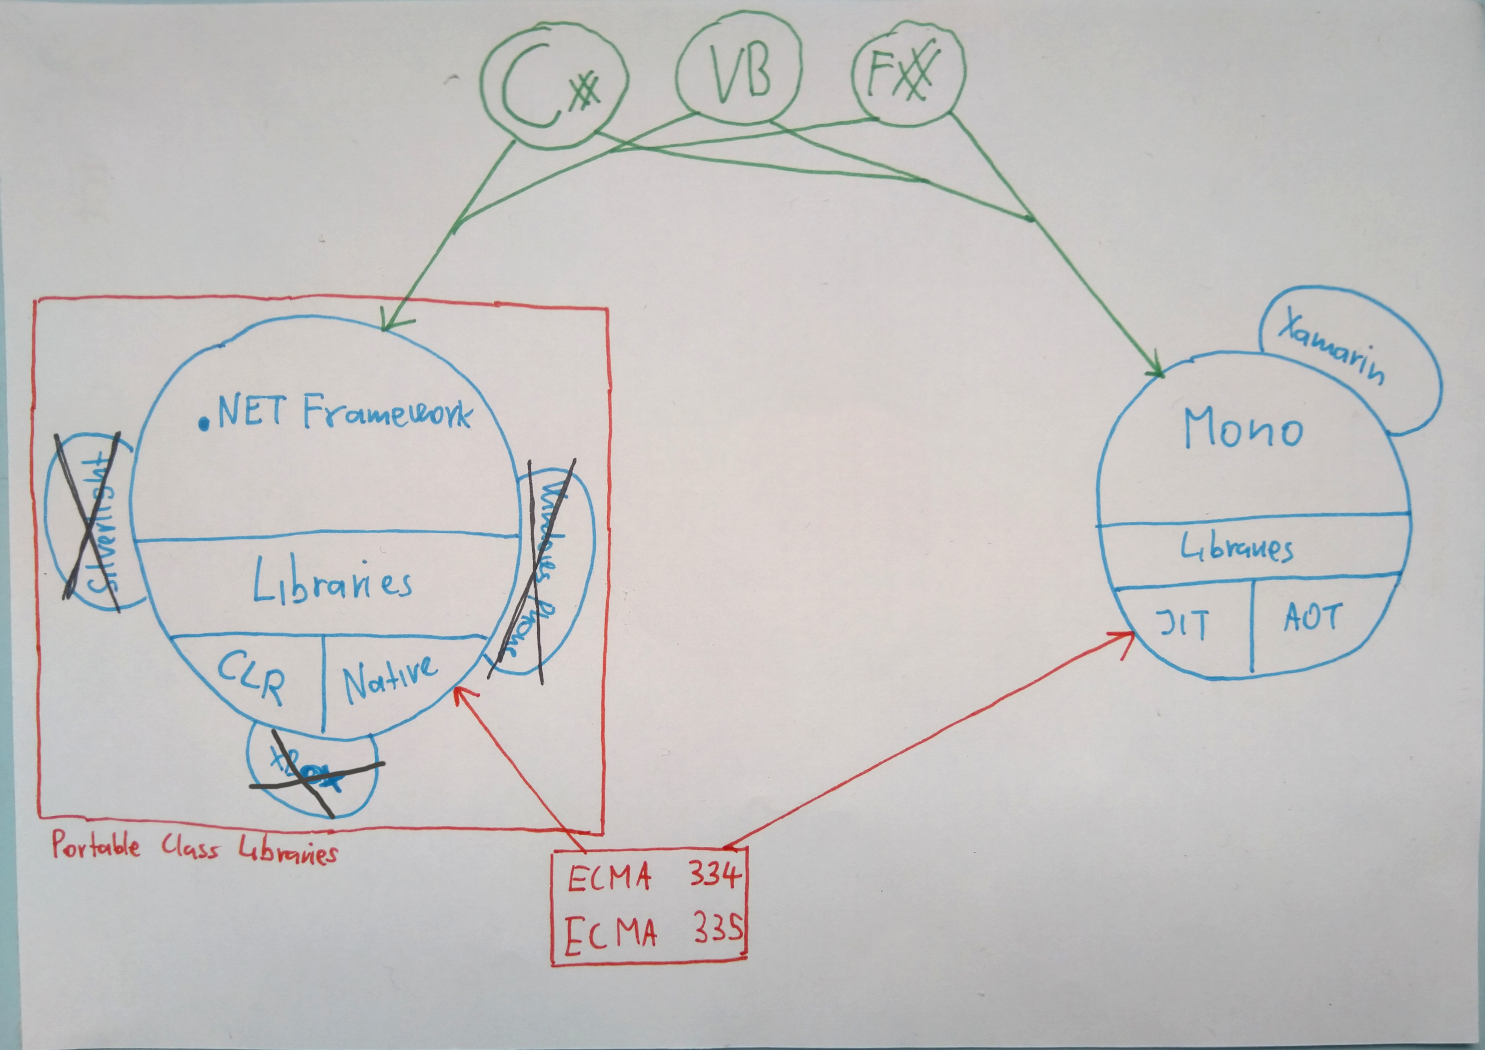 C#
VB
F#
Xamarin
.NET Framework
Mono
Silverlight
Windows Phone
Libraries
Libraries
CLR
Native
JIT
AOT
XBOX
Portable Class Libraries
ECMA 334
ECMA 335